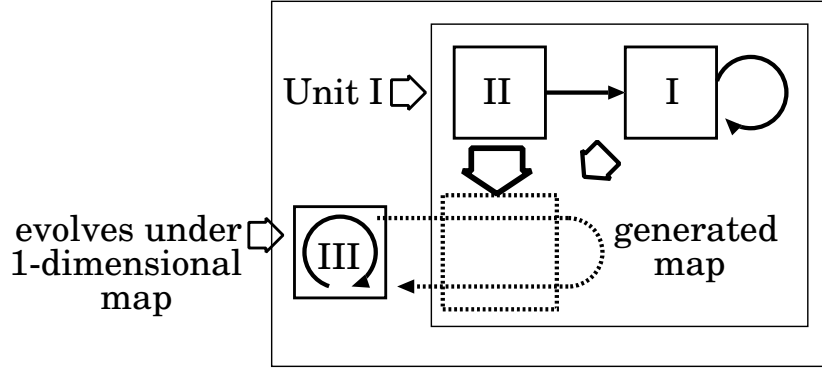 Unit I
II
I
evolves under
1-dimensional
map
III
generated
map